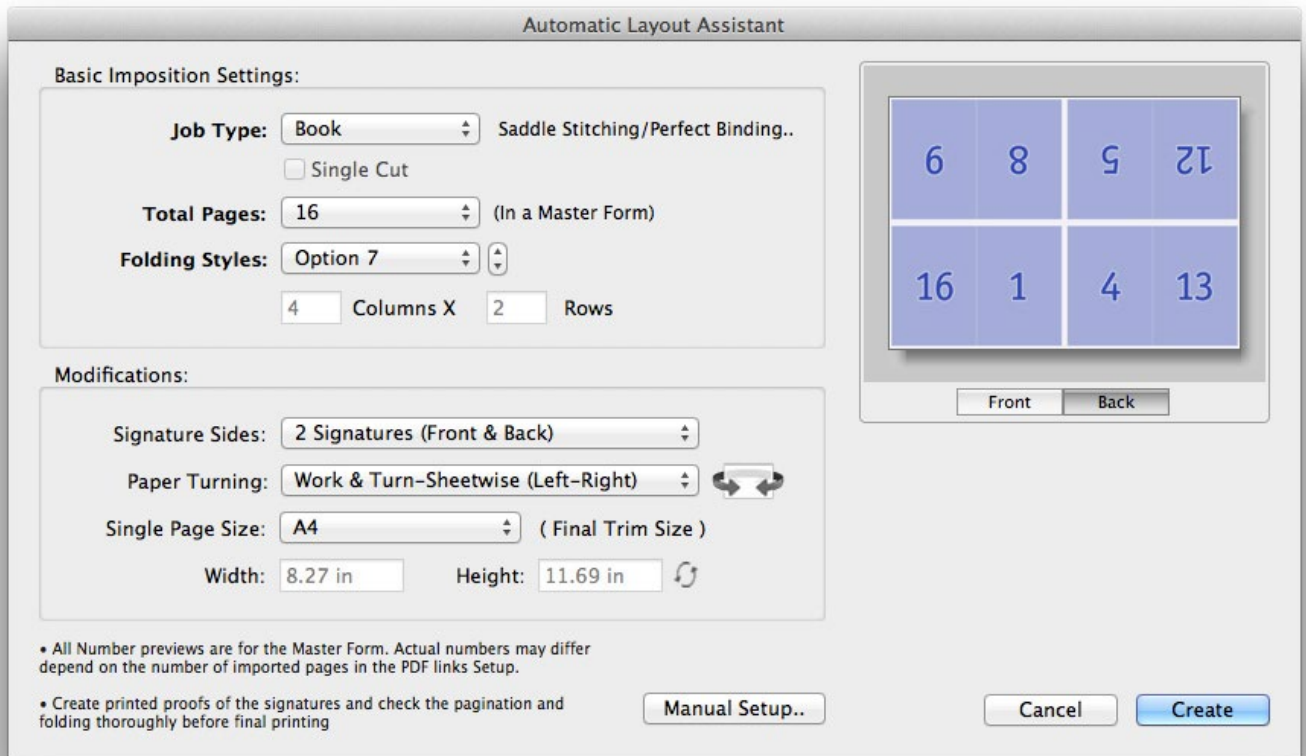 Automatic Layout Assistant
Basic Imposition Settings:
Job Type: Book Saddle Stitching/Perfect Binding..
Single Cut
Total Pages: 16 (In a Master Form)
Folding Styles: Option 7
4 Columns X 2 Rows
Modifications:
Signature Sides: 2 Signatures (Front & Back)
Paper Turning: Work & Turn-Sheetwise (Left-Right)
Single Page Size: A4 ( Final Trim Size )
Width: 8.27 in Height: 11.69 in
• All Number previews are for the Master Form. Actual numbers may differ
depend on the number of imported pages in the PDF links Setup.
• Create printed proofs of the signatures and check the pagination and
folding thoroughly before final printing
Manual Setup..
9 8 5 12
16 1 4 13
Front Back
Cancel Create